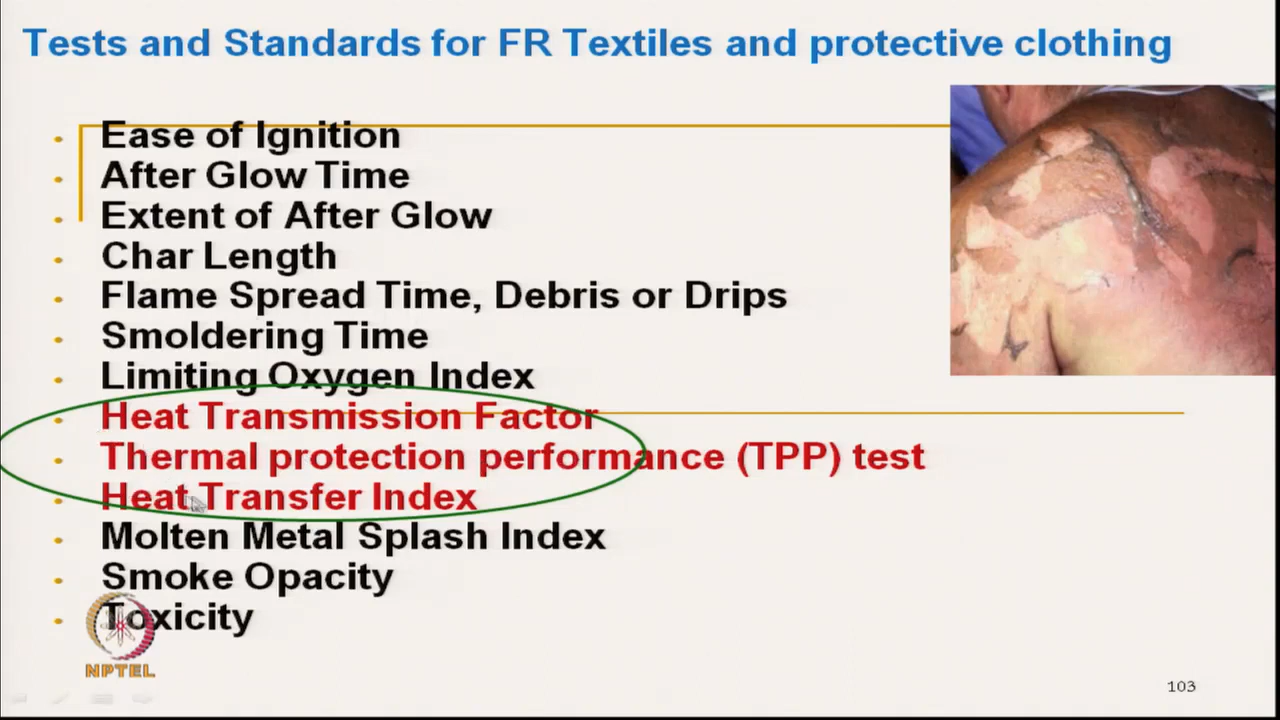 Tests and Standards for FR Textiles and protective clothing
Ease of Ignition
After Glow Time
Extent of After Glow
Char Length
Flame Spread Time, Debris or Drips
Smoldering Time
Limiting Oxygen Index
Heat Transmission Factor
Thermal protection performance (TPP) test
Heat Transfer Index
Molten Metal Splash Index
Smoke Opacity
Toxicity
NPTEL
103